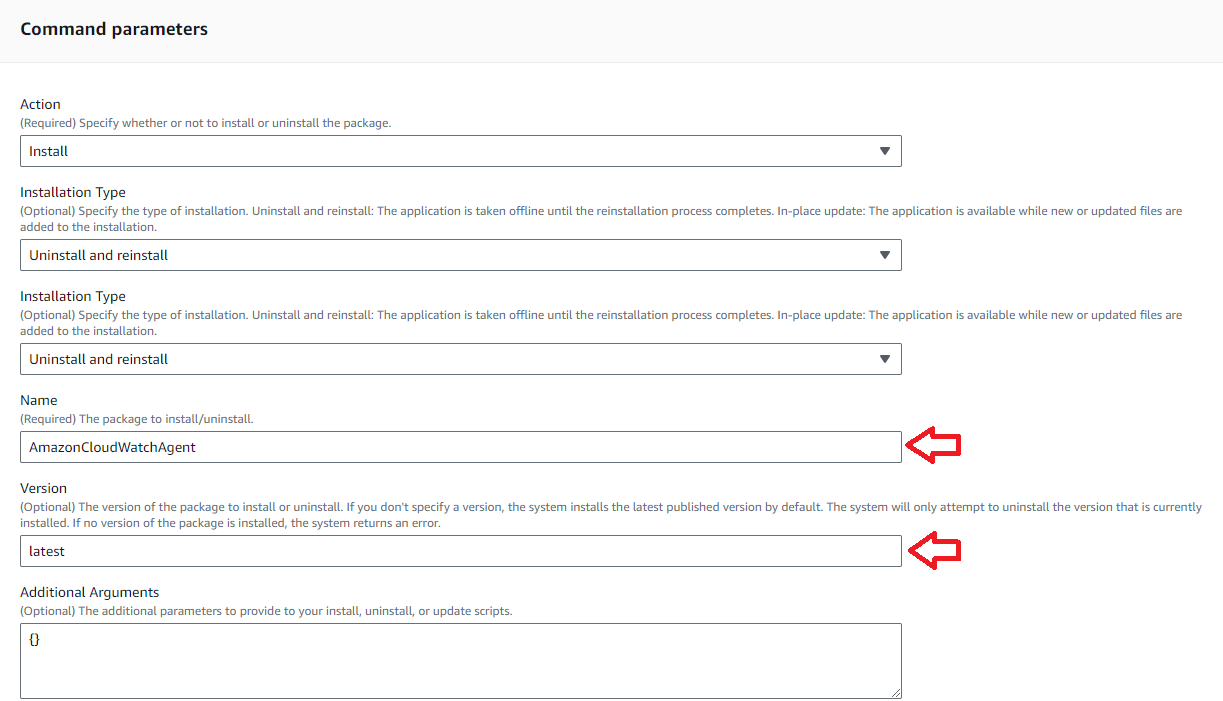 Command parameters
Action
(Required) Specify whether or not to install or uninstall the package.
Install
Installation Type
(Optional) Specify the type of installation. Uninstall and reinstall: The application is taken offline until the reinstallation process completes. In-place update: The application is available while new or updated files are
added to the installation.
Uninstall and reinstall
Installation Type
(Optional) Specify the type of installation. Uninstall and reinstall: The application is taken offline until the reinstallation process completes. In-place update: The application is available while new or updated files are
added to the installation.
Uninstall and reinstall
Name
(Required) The package to install/uninstall.
AmazonCloudWatchAgent
Version
(Optional) The version of the package to install or uninstall. If you don't specify a version, the system installs the latest published version by default. The system will only attempt to uninstall the version that is currently
installed. If no version of the package is installed, the system returns an error.
latest
Additional Arguments
(Optional) The additional parameters to provide to your install, uninstall, or update scripts.
{}